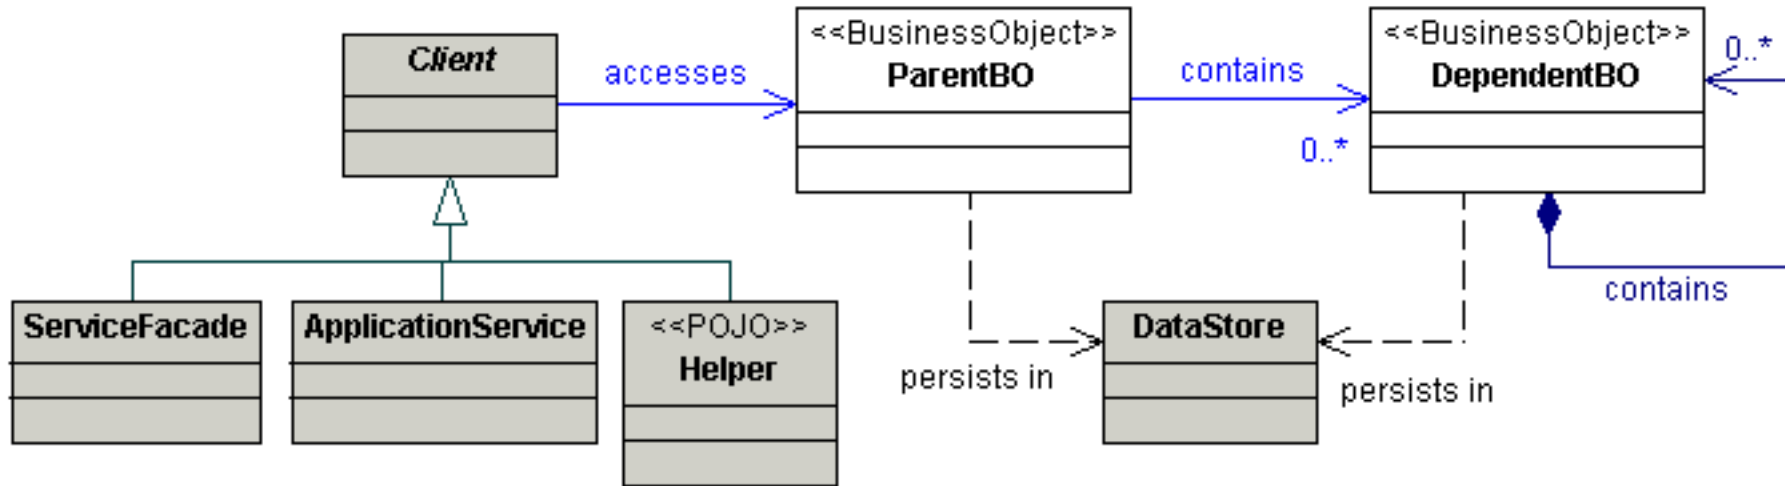 Client
accesses
<<BusinessObject>>
ParentBO
contains
0..*
<<BusinessObject>>
DependentBO
0..*
contains
ServiceFacade
ApplicationService
<<POJO>>
Helper
persists in
DataStore
persists in